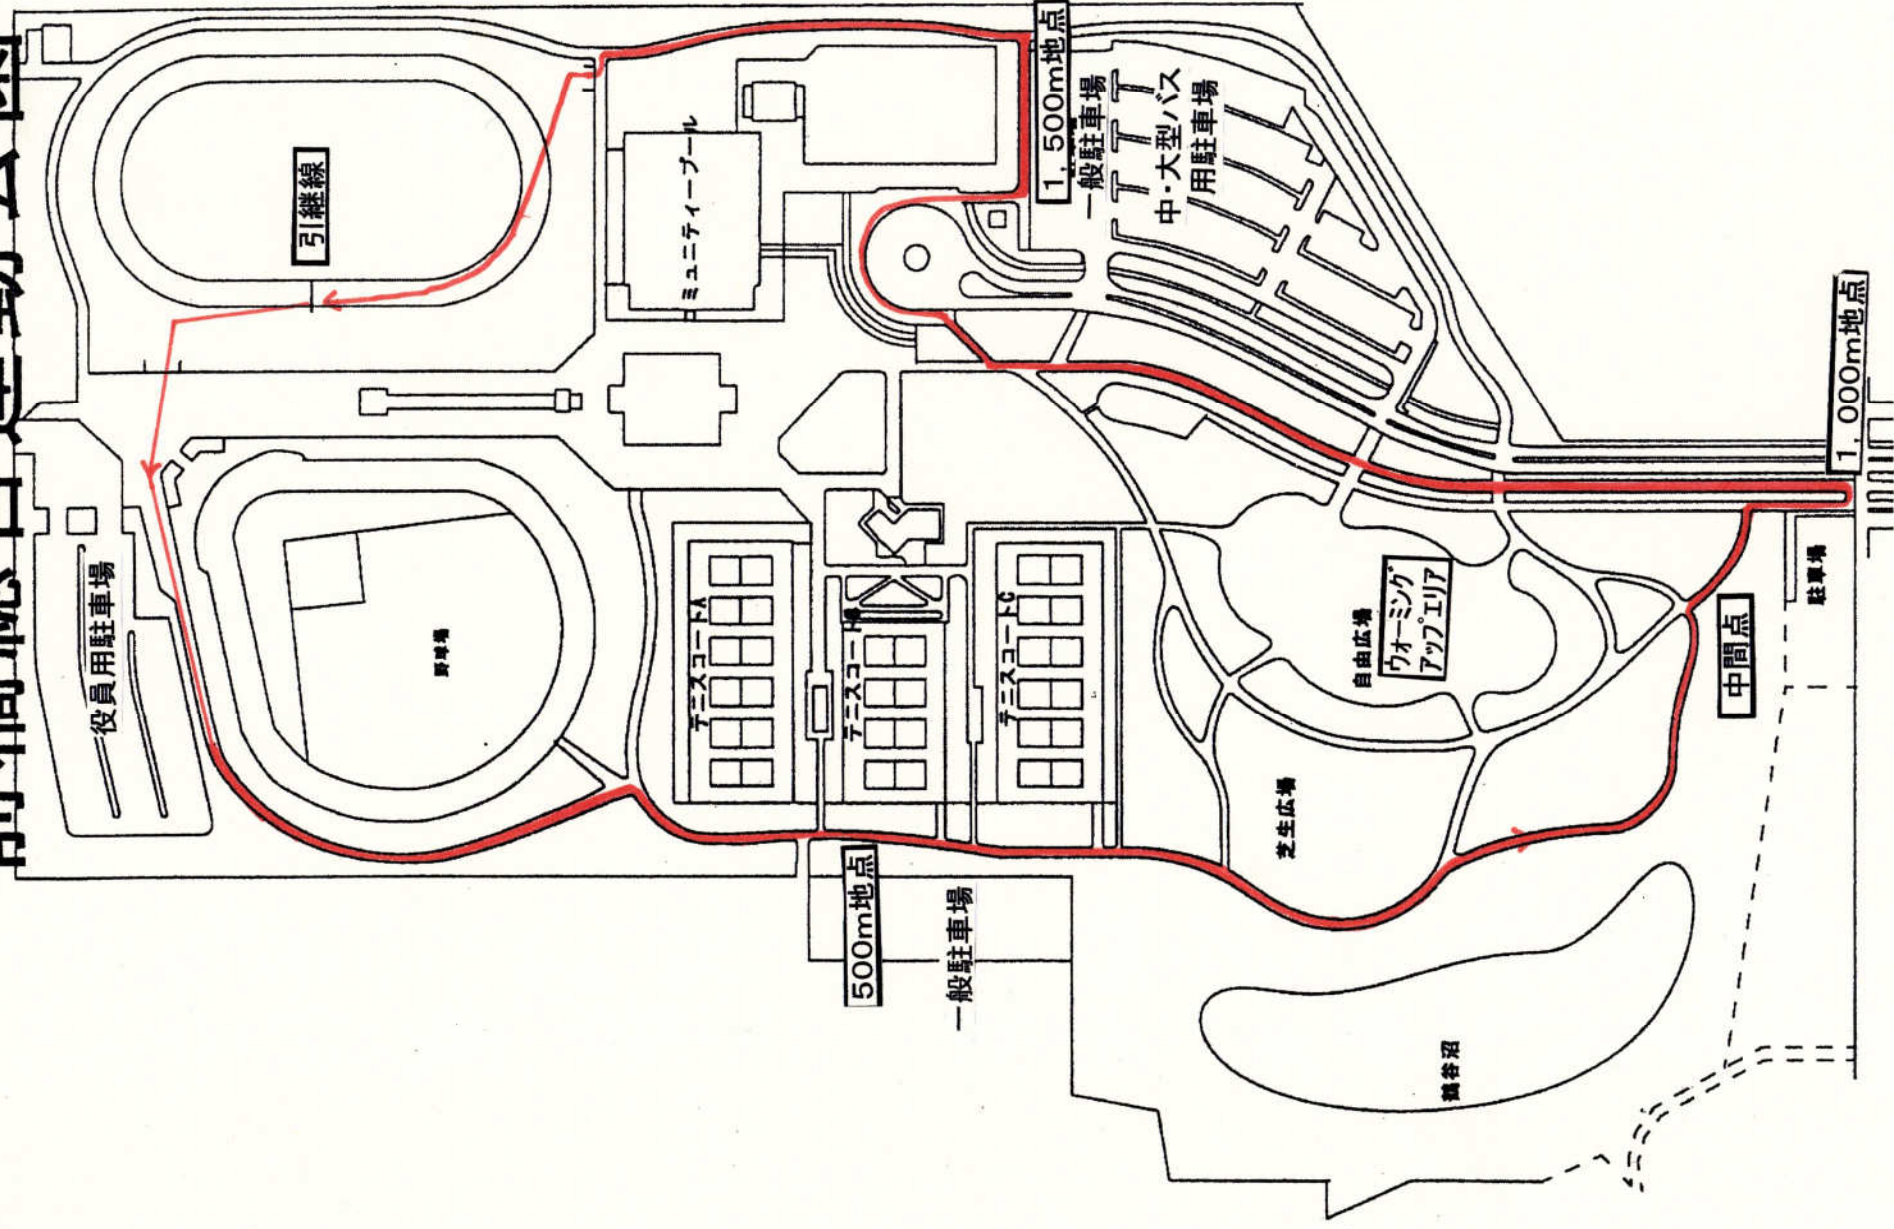 引継線
役員用駐車場
野球場
ミュニティープール
1,500m地点
一般駐車場
中・大型バス
用駐車場
テニスコートA
テニスコート
テニスコートC
500m地点
一般駐車場
自由広場
ウォーミング
アップエリア
芝生広場
中間点
駐車場
1,000m地点
鶴谷沼